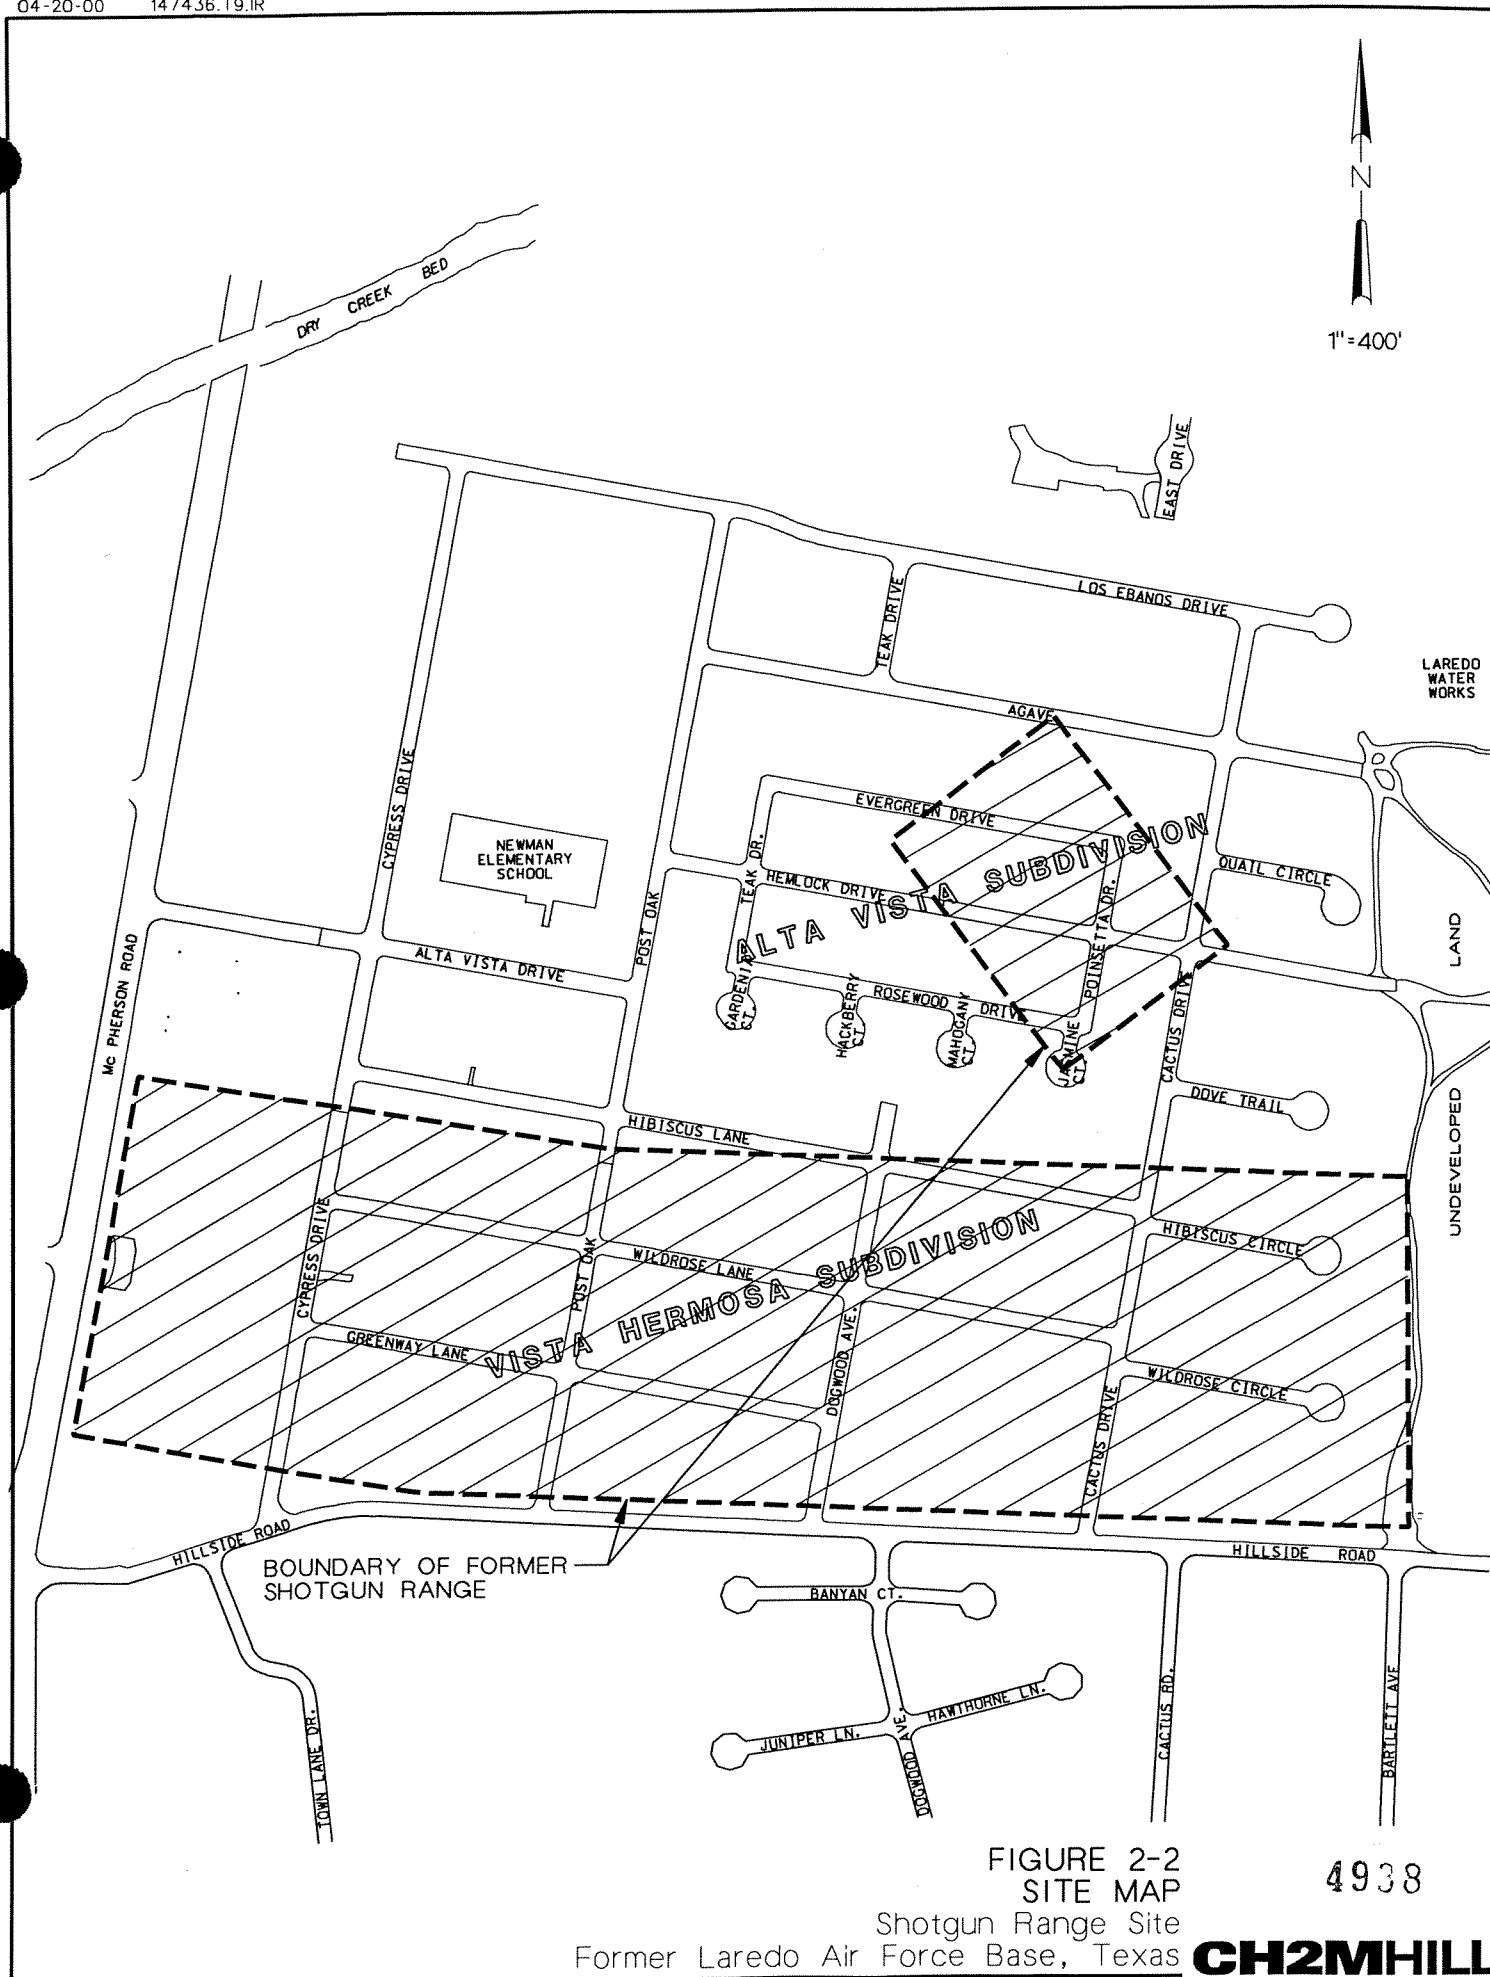 04-20-00 147436.19.IR
N
1"=400'
DRY CREEK BED
EAST DRIVE
LOS EBANOS DRIVE
TEAK DRIVE
LAREDO
WATER
WORKS
AGAVE
CYPRESS DRIVE
EVERGREEN DRIVE
NEWMAN
ELEMENTARY
SCHOOL
TEAK DR.
HEMLOCK DRIVE
ALTA VISTA SUBDIVISION
QUAIL CIRCLE
POST OAK
POINSETTA DR.
ALTA VISTA DRIVE
Mc PHERSON ROAD
GARDENIA
CT.
HACKBERRY
CT.
ROSEWOOD DRIVE
MAHOGANY
CT.
JASMINE
CT.
CACTUS DRIVE
UNDEVELOPED LAND
DOVE TRAIL
HIBISCUS LANE
CYPRESS DRIVE
POST OAK
WILDROSE LANE
VISTA HERMOSA SUBDIVISION
HIBISCUS CIRCLE
GREENWAY LANE
DOGWOOD AVE.
WILDROSE CIRCLE
CACTUS DRIVE
HILLSIDE ROAD
HILLSIDE ROAD
BOUNDARY OF FORMER
SHOTGUN RANGE
BANYAN CT.
TOWN LANE DR.
JUNIPER LN.
HAWTHORNE LN.
DOGWOOD AVE.
CACTUS RD.
BARTLETT AVE
FIGURE 2-2
SITE MAP
Shotgun Range Site
Former Laredo Air Force Base, Texas
4938
CH2MHILL